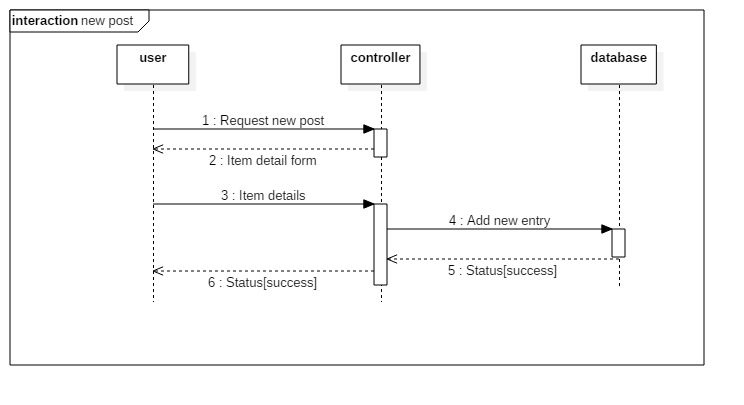 interaction new post
user
controller
database
1 : Request new post
2 : Item detail form
3 : Item details
4 : Add new entry
5 : Status[success]
6 : Status[success]